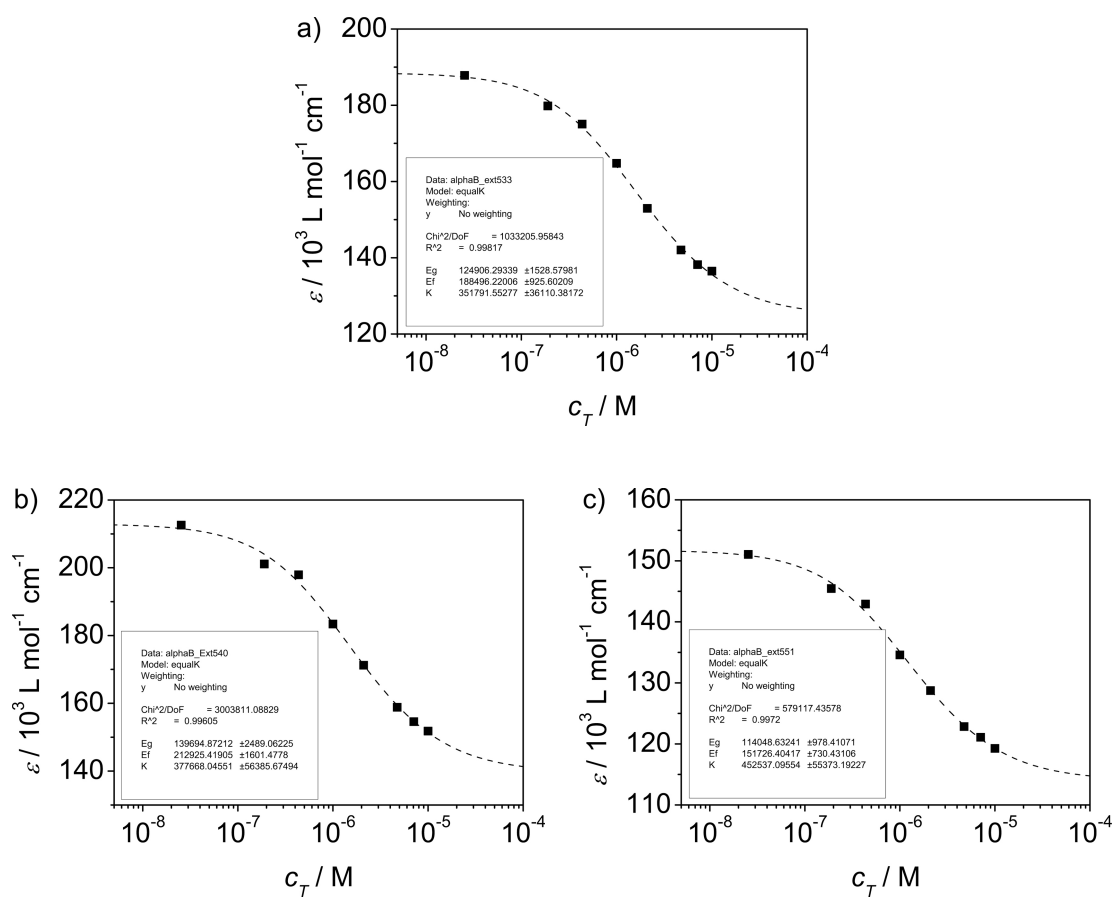 a)
200
180
160
140
120
ε / 10³ L mol⁻¹ cm⁻¹
Data: alphaB_ext533
Model: equalK
Weighting:
y No weighting
Chi^2/DoF = 1033205.95843
R^2 = 0.99817
Eg 124906.29339 ±1528.57981
Ef 188496.22006 ±925.60209
K 351791.55277 ±36110.38172
10⁻⁸ 10⁻⁷ 10⁻⁶ 10⁻⁵ 10⁻⁴
c_T / M
b)
220
200
180
160
140
ε / 10³ L mol⁻¹ cm⁻¹
Data: alphaB_Ext540
Model: equalK
Weighting:
y No weighting
Chi^2/DoF = 3003811.08829
R^2 = 0.99605
Eg 139694.87212 ±2489.06225
Ef 212925.41905 ±1601.4778
K 377668.04551 ±56385.67494
10⁻⁸ 10⁻⁷ 10⁻⁶ 10⁻⁵ 10⁻⁴
c_T / M
c)
160
150
140
130
120
110
ε / 10³ L mol⁻¹ cm⁻¹
Data: alphaB_ext551
Model: equalK
Weighting:
y No weighting
Chi^2/DoF = 579117.43578
R^2 = 0.9972
Eg 114048.63241 ±978.41071
Ef 151726.40417 ±730.43106
K 452537.09554 ±55373.19227
10⁻⁸ 10⁻⁷ 10⁻⁶ 10⁻⁵ 10⁻⁴
c_T / M